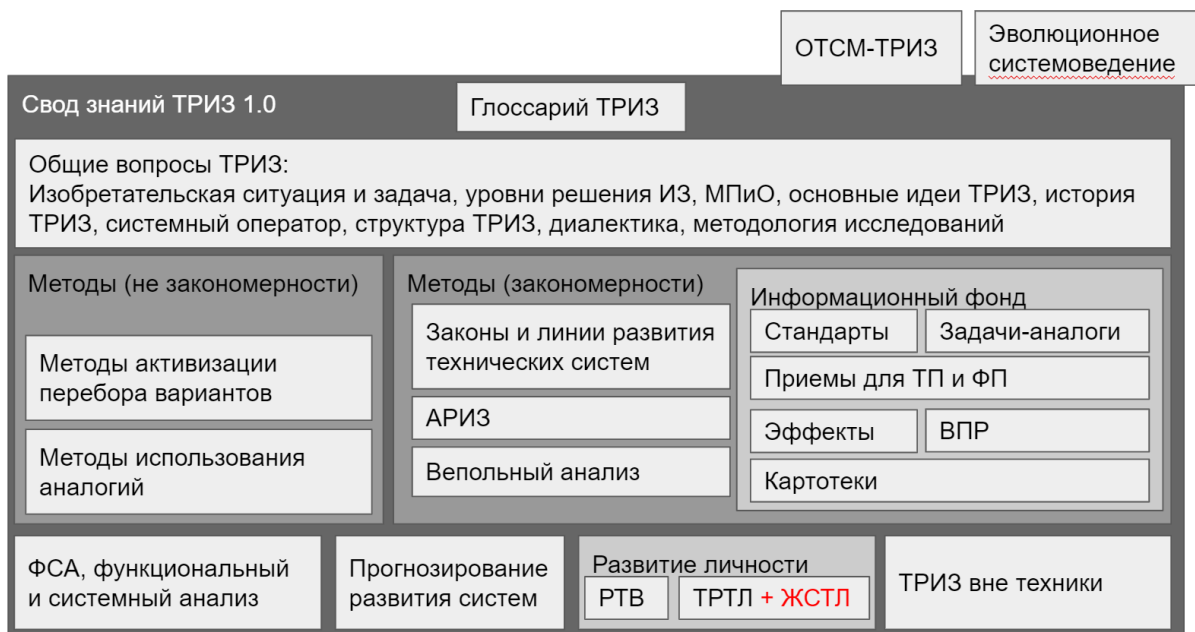 ОТСМ-ТРИЗ
Эволюционное
системоведение
Свод знаний ТРИЗ 1.0
Глоссарий ТРИЗ
Общие вопросы ТРИЗ:
Изобретательская ситуация и задача, уровни решения ИЗ, МПиО, основные идеи ТРИЗ, история
ТРИЗ, системный оператор, структура ТРИЗ, диалектика, методология исследований
Методы (не закономерности)
Методы активизации
перебора вариантов
Методы использования
аналогий
Методы (закономерности)
Законы и линии развития
технических систем
АРИЗ
Вепольный анализ
Информационный фонд
Стандарты
Задачи-аналоги
Приемы для ТП и ФП
Эффекты
ВПР
Картотеки
ФСА, функциональный
и системный анализ
Прогнозирование
развития систем
Развитие личности
РТВ
ТРТЛ + ЖСТЛ
ТРИЗ вне техники